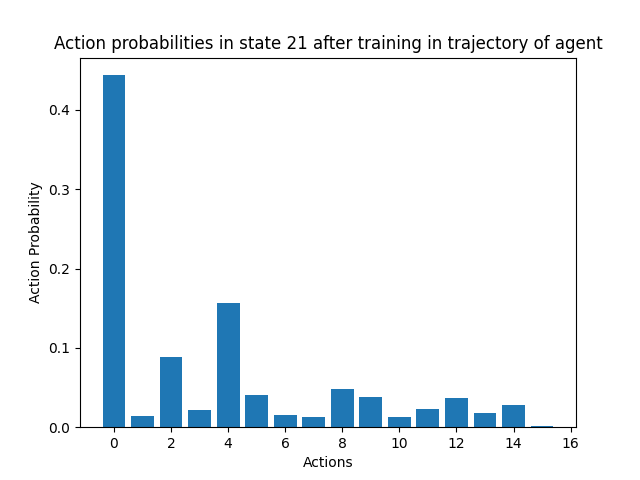 Action probabilities in state 21 after training in trajectory of agent
Action Probability
0.4
0.3
0.2
0.1
0.0
0 2 4 6 8 10 12 14 16
Actions